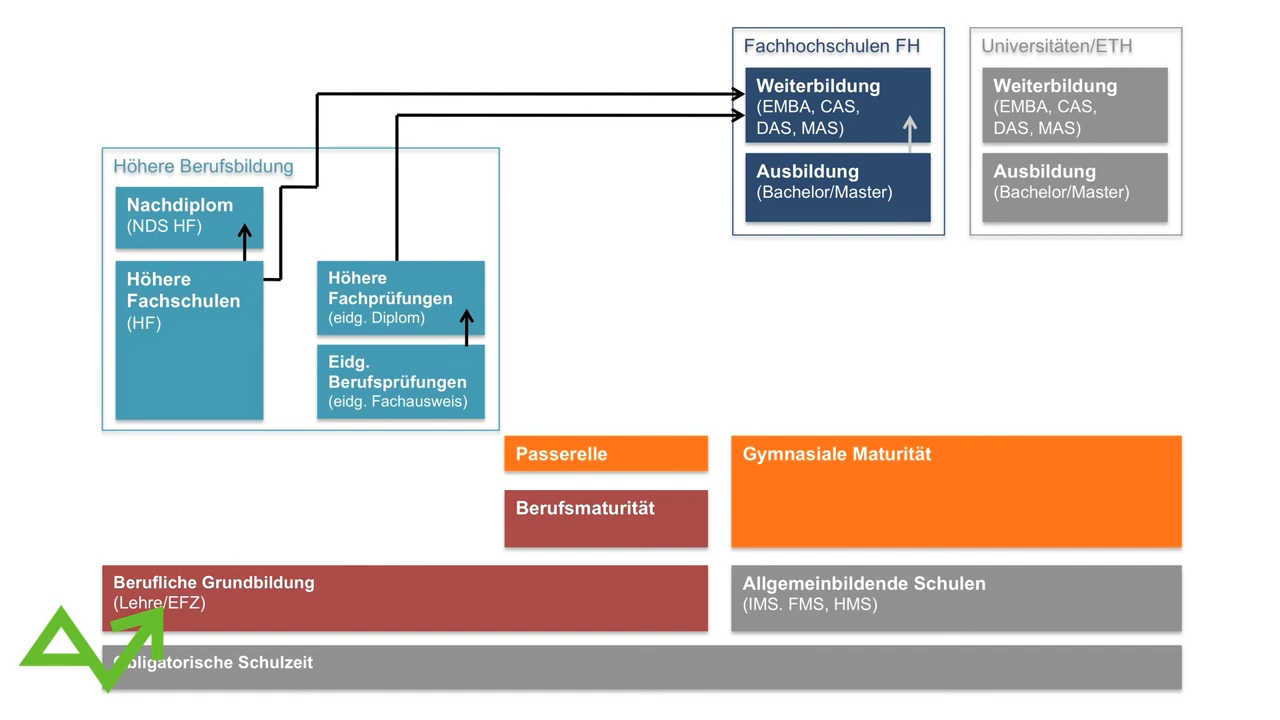 Fachhochschulen FH
Weiterbildung
(EMBA, CAS,
DAS, MAS)
Ausbildung
(Bachelor/Master)
Universitäten/ETH
Weiterbildung
(EMBA, CAS,
DAS, MAS)
Ausbildung
(Bachelor/Master)
Höhere Berufsbildung
Nachdiplom
(NDS HF)
Höhere
Fachschulen
(HF)
Höhere
Fachprüfungen
(eidg. Diplom)
Eidg.
Berufsprüfungen
(eidg. Fachausweis)
Passerelle
Gymnasiale Maturität
Berufsmaturität
Berufliche Grundbildung
(Lehre/EFZ)
Allgemeinbildende Schulen
(IMS. FMS, HMS)
Obligatorische Schulzeit